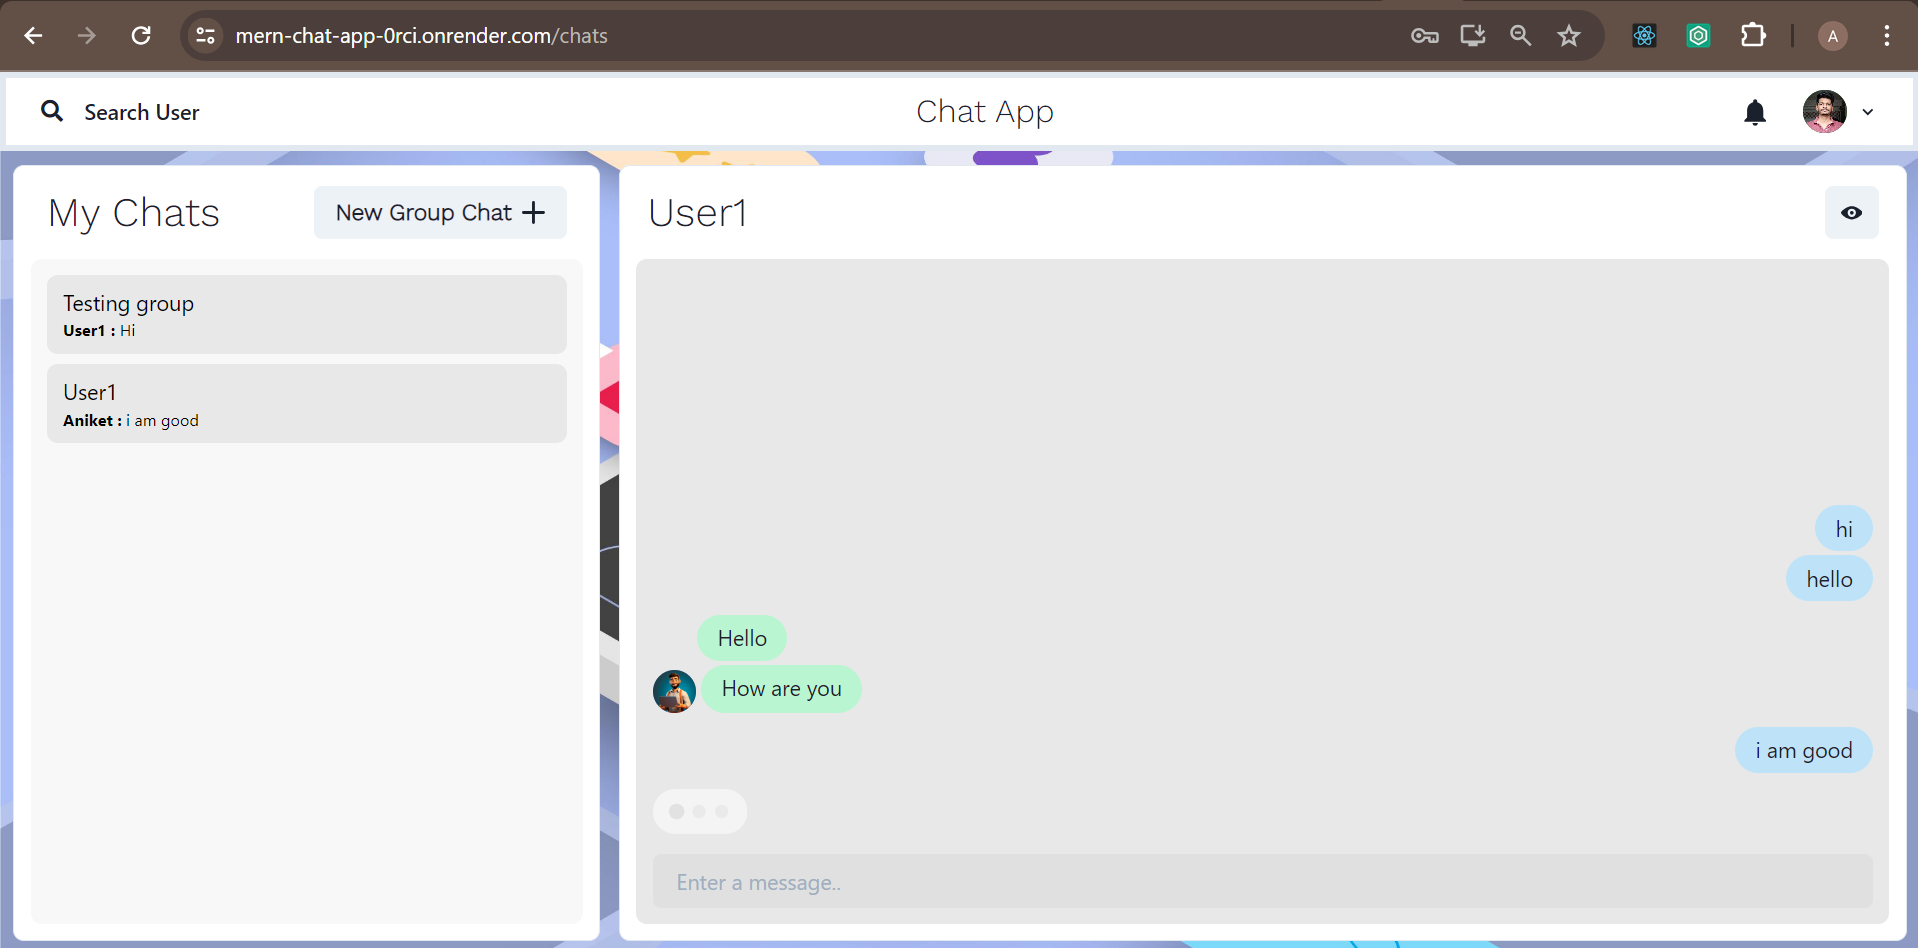 mern-chat-app-0rci.onrender.com/chats
A
Search User
Chat App
My Chats
New Group Chat
Testing group
User1 : Hi
User1
Aniket : i am good
User1
hi
hello
Hello
How are you
i am good
Enter a message..